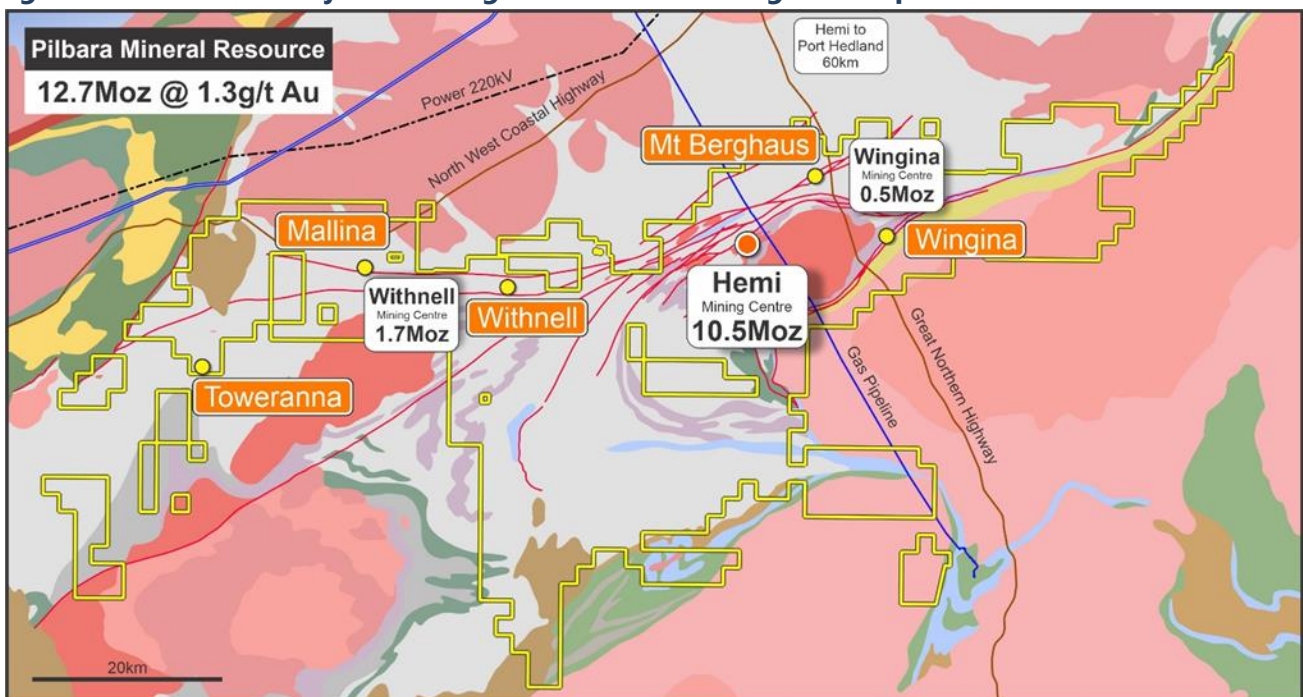 Pilbara Mineral Resource
12.7Moz @ 1.3g/t Au
Power 220kV
North West Coastal Highway
Hemi to
Port Hedland
60km
Mt Berghaus
Wingina
Mining Centre
0.5Moz
Mallina
Wingina
Withnell
Mining Centre
1.7Moz
Withnell
Hemi
Mining Centre
10.5Moz
Toweranna
Gas Pipeline
Great Northern Highway
20km